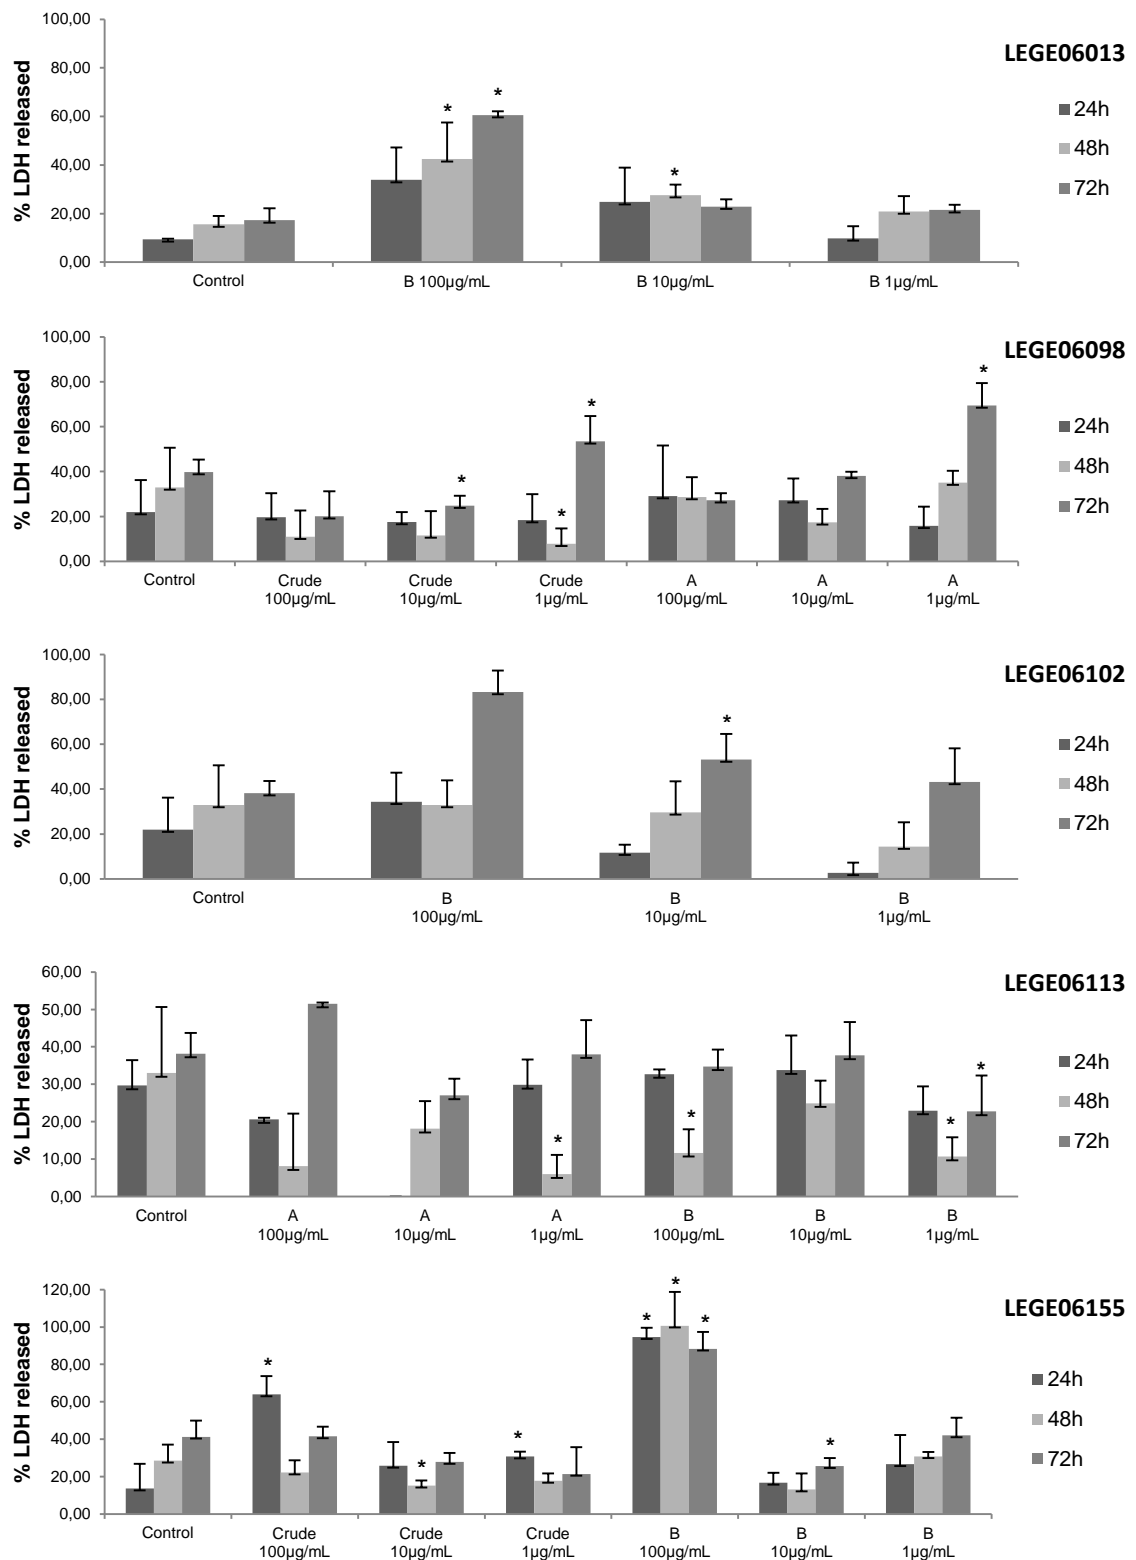 100,00
80,00
60,00
40,00
20,00
0,00
% LDH released
* * *
Control B 100µg/mL B 10µg/mL B 1µg/mL
LEGE06013
24h
48h
72h
100,00
80,00
60,00
40,00
20,00
0,00
% LDH released
* * * *
Control Crude Crude Crude A A A
100µg/mL 10µg/mL 1µg/mL 100µg/mL 10µg/mL 1µg/mL
LEGE06098
24h
48h
72h
100,00
80,00
60,00
40,00
20,00
0,00
% LDH released
*
Control B B B
100µg/mL 10µg/mL 1µg/mL
LEGE06102
24h
48h
72h
60,00
50,00
40,00
30,00
20,00
10,00
0,00
% LDH released
* * * *
Control A A A B B B
100µg/mL 10µg/mL 1µg/mL 100µg/mL 10µg/mL 1µg/mL
LEGE06113
24h
48h
72h
120,00
100,00
80,00
60,00
40,00
20,00
0,00
% LDH released
* * * * * * *
Control Crude Crude Crude B B B
100µg/mL 10µg/mL 1µg/mL 100µg/mL 10µg/mL 1µg/mL
LEGE06155
24h
48h
72h